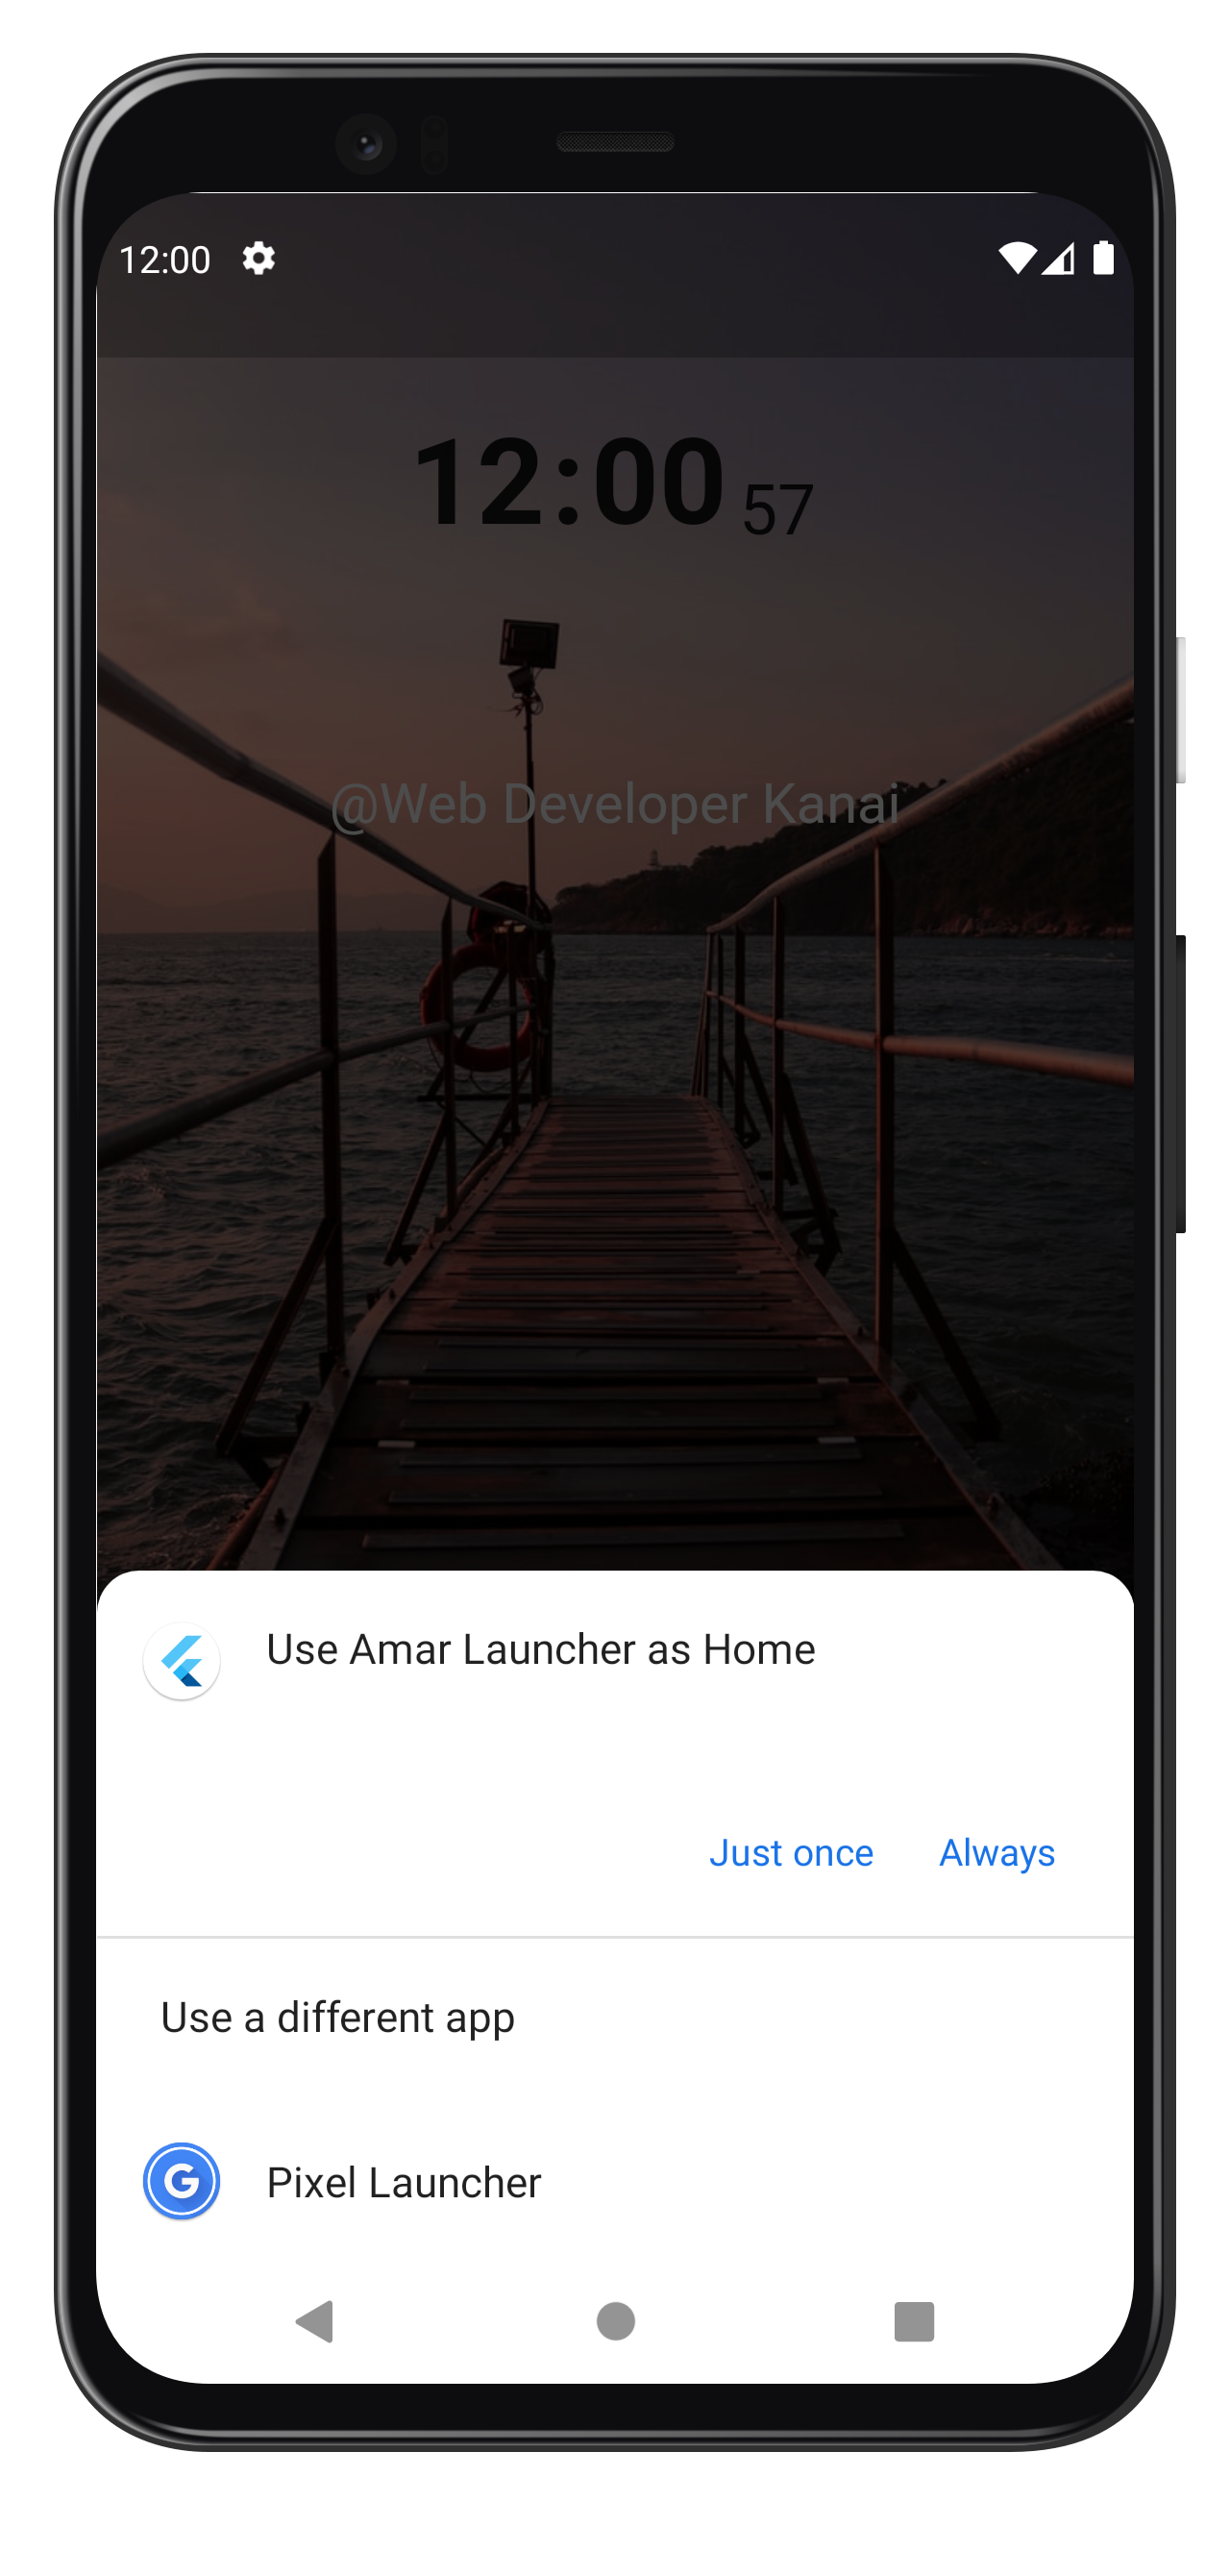 12:00
12:00 57
@Web Developer Kanai
Use Amar Launcher as Home
Just once Always
Use a different app
G Pixel Launcher